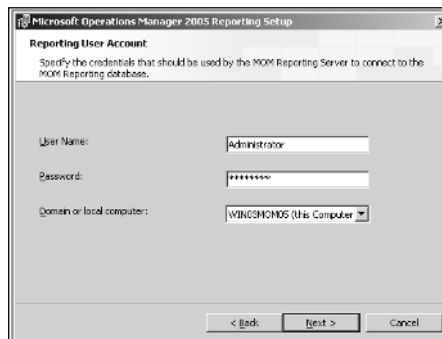 Microsoft Operations Manager 2005 Reporting Setup
Reporting User Account
Specify the credentials that should be used by the MOM Reporting Server to connect to the
MOM Reporting database.
User Name:
Administrator
Password:
********
Domain or local computer:
WIN03MOM05 (this Computer
< Back
Next >
Cancel